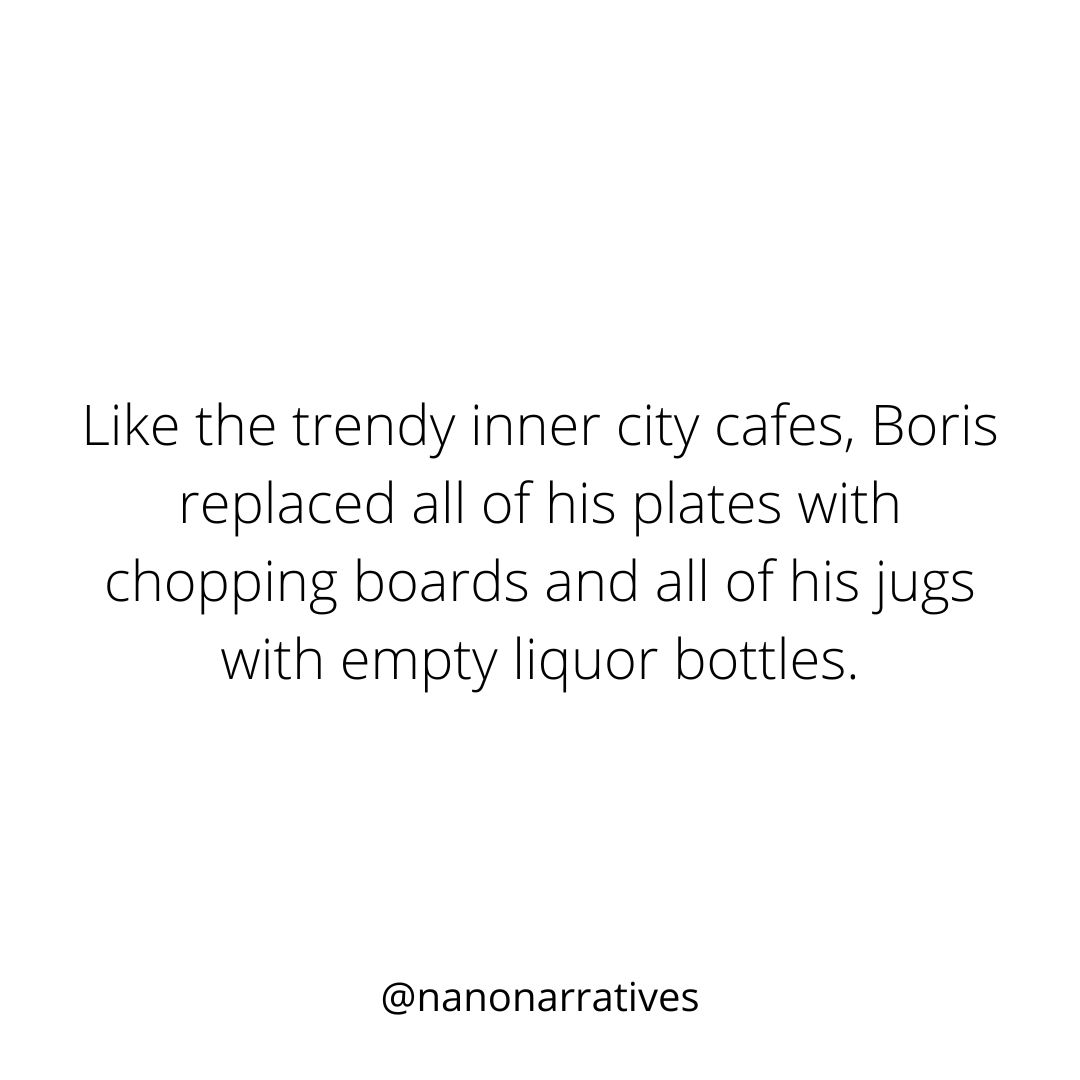 Like the trendy inner city cafes, Boris
replaced all of his plates with
chopping boards and all of his jugs
with empty liquor bottles.
@nanonarratives